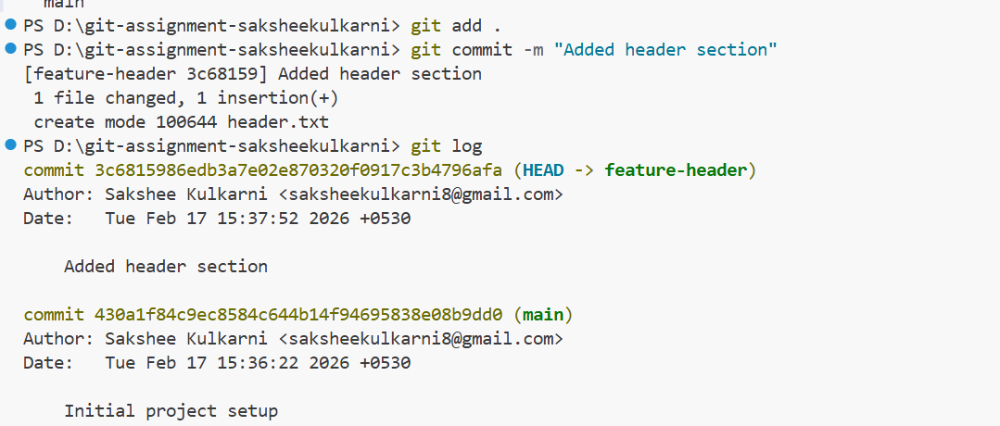 main
PS D:\git-assignment-saksheekulkarni> git add .
PS D:\git-assignment-saksheekulkarni> git commit -m "Added header section"
[feature-header 3c68159] Added header section
 1 file changed, 1 insertion(+)
 create mode 100644 header.txt
PS D:\git-assignment-saksheekulkarni> git log
commit 3c6815986edb3a7e02e870320f0917c3b4796afa (HEAD -> feature-header)
Author: Sakshee Kulkarni <saksheekulkarni8@gmail.com>
Date:   Tue Feb 17 15:37:52 2026 +0530
    Added header section
commit 430a1f84c9ec8584c644b14f94695838e08b9dd0 (main)
Author: Sakshee Kulkarni <saksheekulkarni8@gmail.com>
Date:   Tue Feb 17 15:36:22 2026 +0530
    Initial project setup